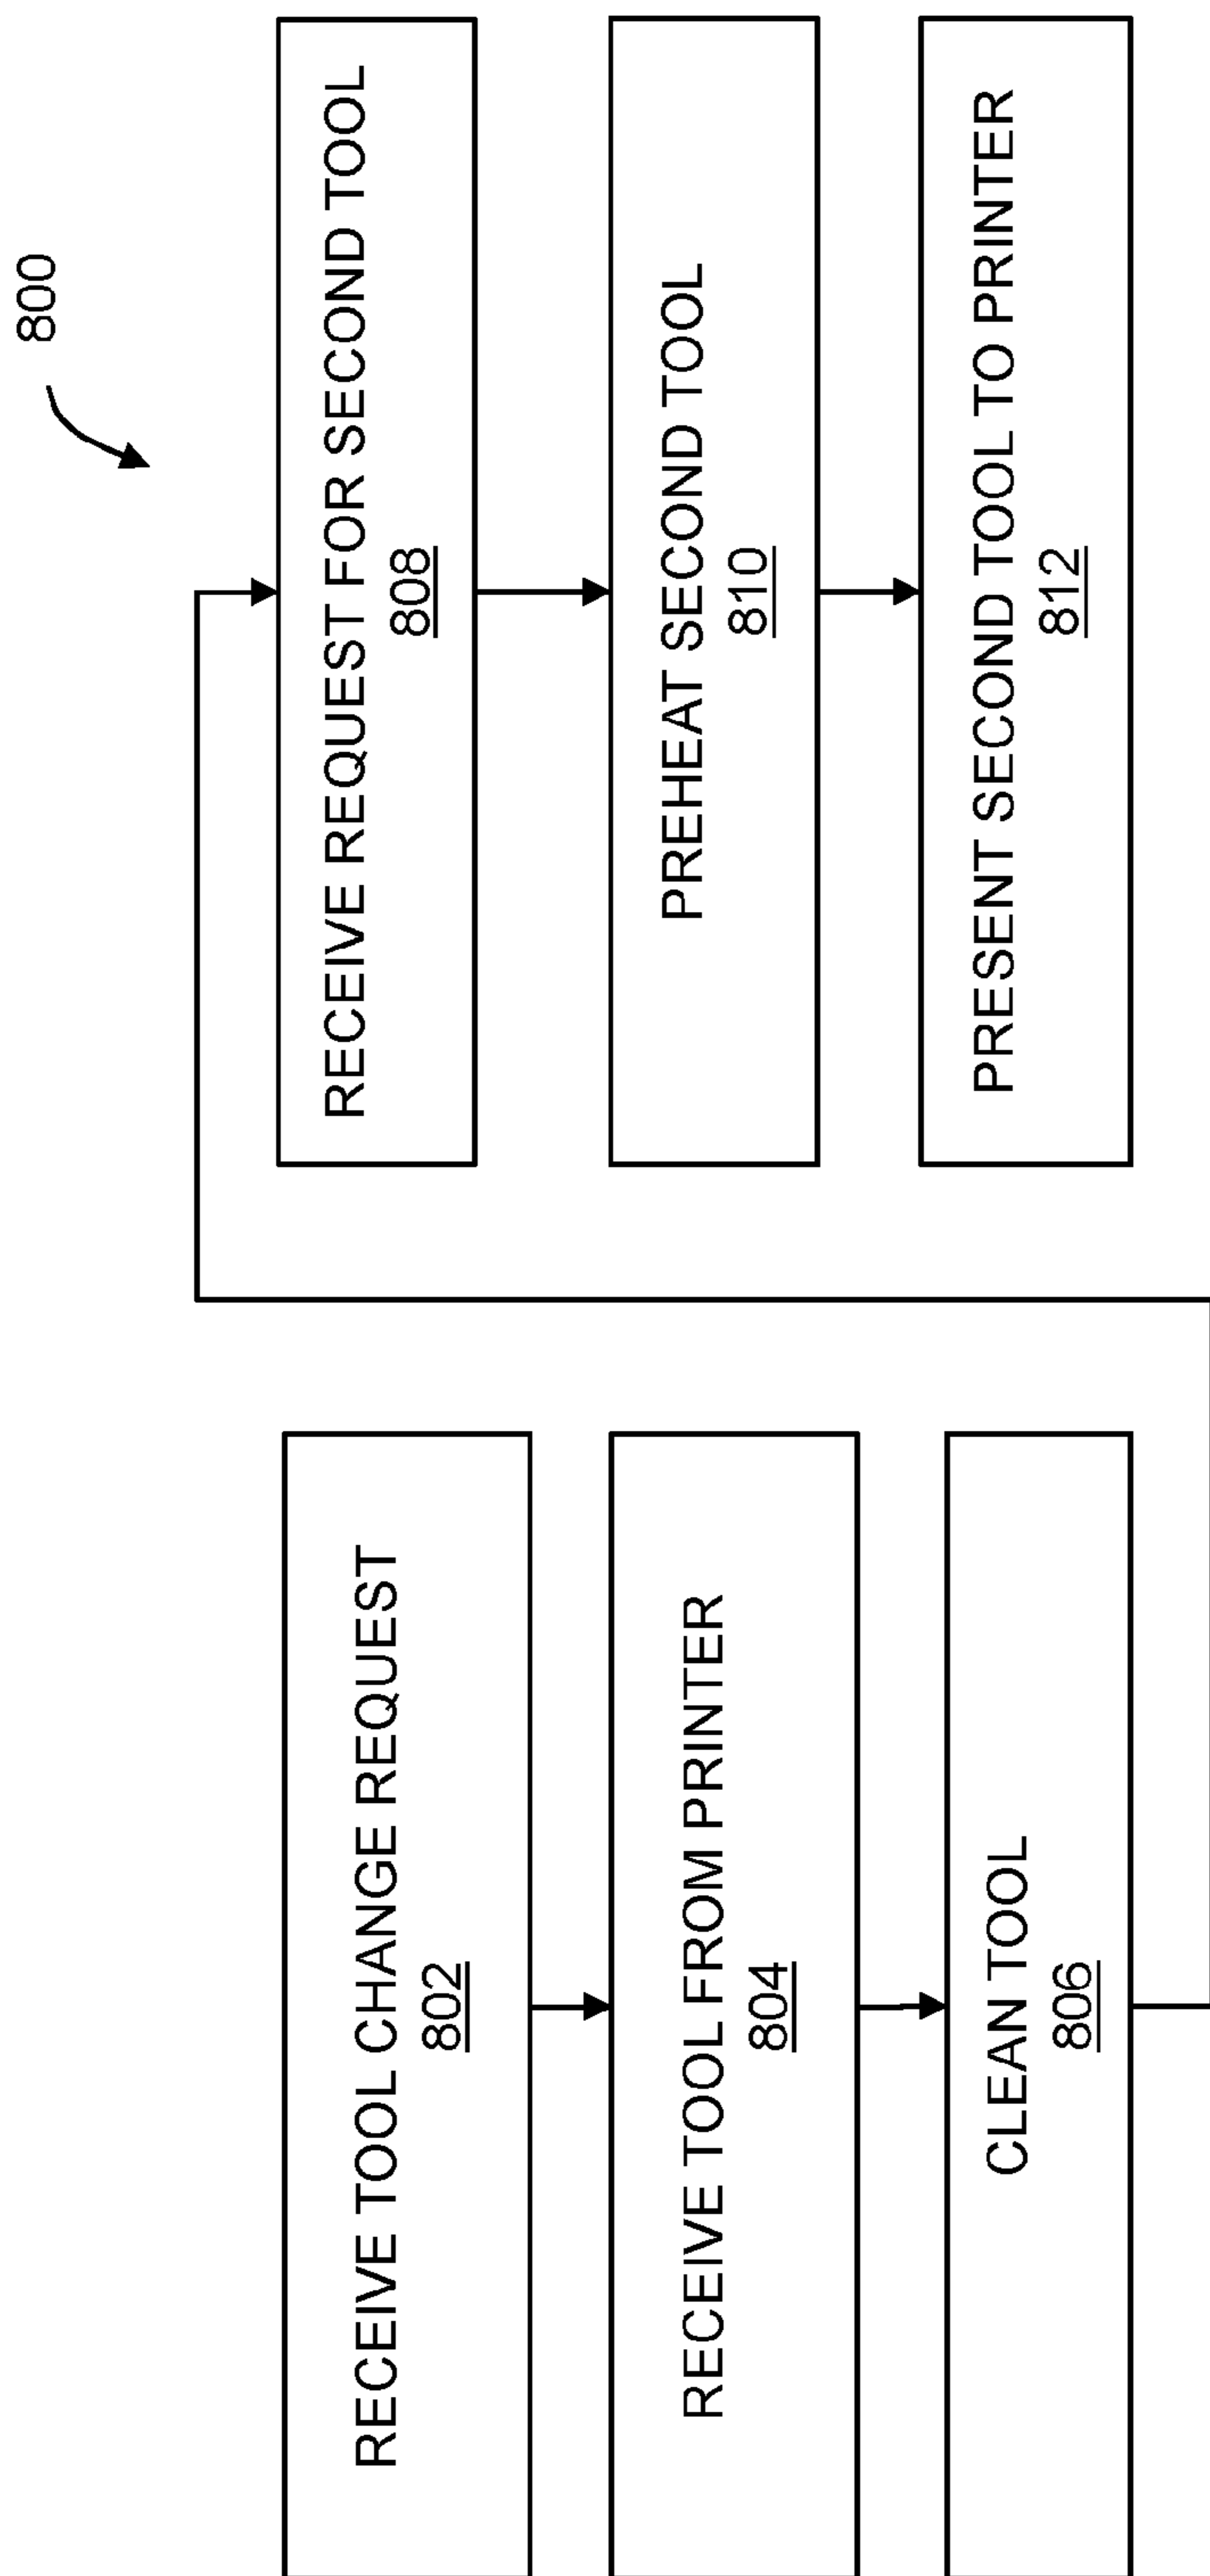 800
RECEIVE TOOL CHANGE REQUEST
802
RECEIVE TOOL FROM PRINTER
804
CLEAN TOOL
806
RECEIVE REQUEST FOR SECOND TOOL
808
PREHEAT SECOND TOOL
810
PRESENT SECOND TOOL TO PRINTER
812